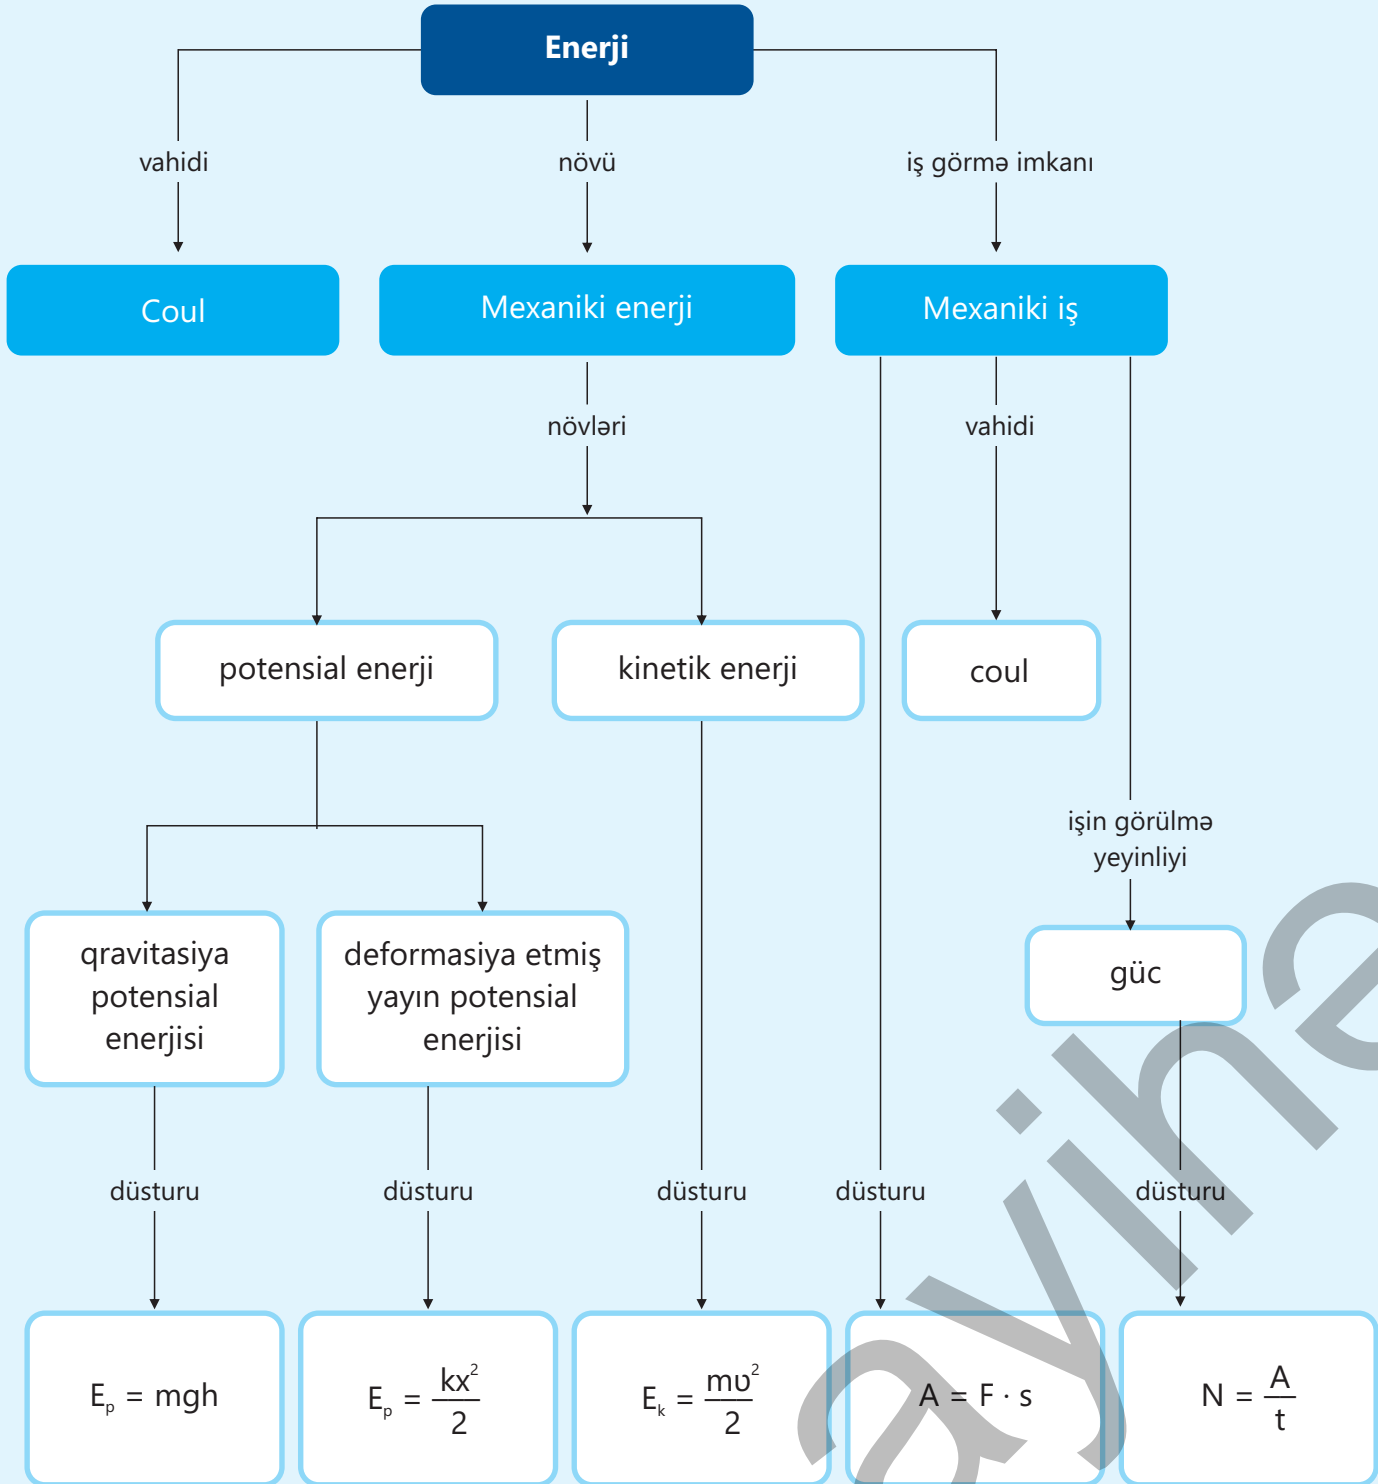 Enerji
vahidi
növü
iş görmə imkanı
Coul
Mexaniki enerji
Mexaniki iş
növləri
vahidi
potensial enerji
kinetik enerji
coul
işin görülmə
yeyinliyi
qravitasiya
potensial
enerjisi
deformasiya etmiş
yayın potensial
enerjisi
güc
düsturu
düsturu
düsturu
düsturu
düsturu
Eₚ = mgh
Eₚ = kx²/2
Eₖ = mυ²/2
A = F · s
N = A/t
ayihe